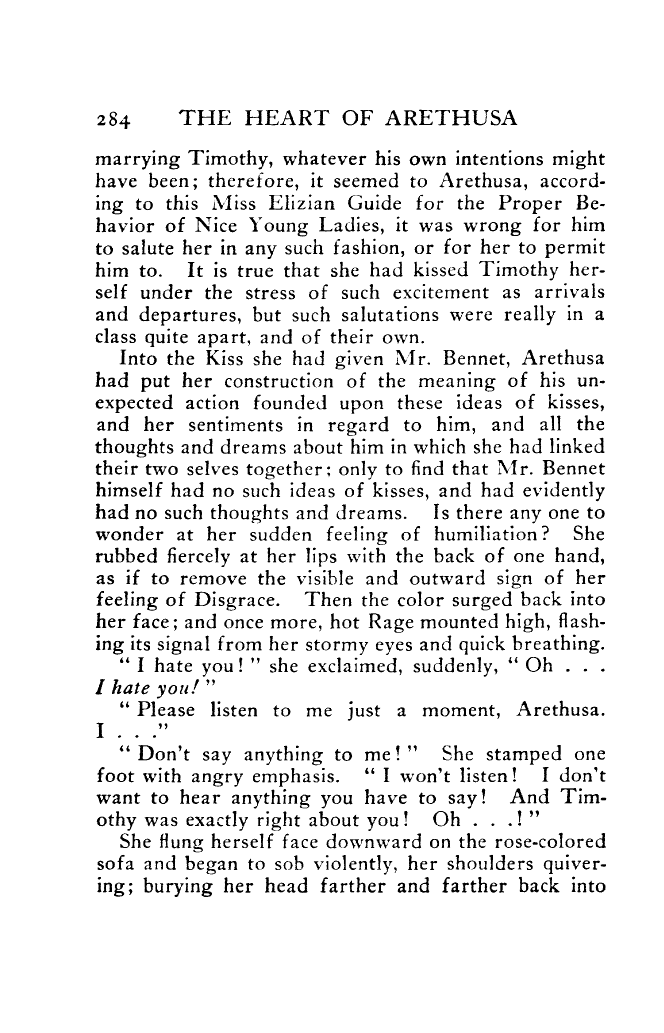 284 THE HEART OF ARETHUSA
marrying Timothy, whatever his own intentions might
have been; therefore, it seemed to Arethusa, accord-
ing to this Miss Elizian Guide for the Proper Be-
havior of Nice Young Ladies, it was wrong for him
to salute her in any such fashion, or for her to permit
him to. It is true that she had kissed Timothy her-
self under the stress of such excitement as arrivals
and departures, but such salutations were really in a
class quite apart, and of their own.
Into the Kiss she had given Mr. Bennet, Arethusa
had put her construction of the meaning of his un-
expected action founded upon these ideas of kisses,
and her sentiments in regard to him, and all the
thoughts and dreams about him in which she had linked
their two selves together; only to find that Mr. Bennet
himself had no such ideas of kisses, and had evidently
had no such thoughts and dreams. Is there any one to
wonder at her sudden feeling of humiliation? She
rubbed fiercely at her lips with the back of one hand,
as if to remove the visible and outward sign of her
feeling of Disgrace. Then the color surged back into
her face; and once more, hot Rage mounted high, flash-
ing its signal from her stormy eyes and quick breathing.
“ I hate you! ” she exclaimed, suddenly, “ Oh . . .
I hate you! ”
“ Please listen to me just a moment, Arethusa.
I . . .”
“ Don't say anything to me! ” She stamped one
foot with angry emphasis. “ I won't listen! I don't
want to hear anything you have to say! And Tim-
othy was exactly right about you! Oh . . .! ”
She flung herself face downward on the rose-colored
sofa and began to sob violently, her shoulders quiver-
ing; burying her head farther and farther back into